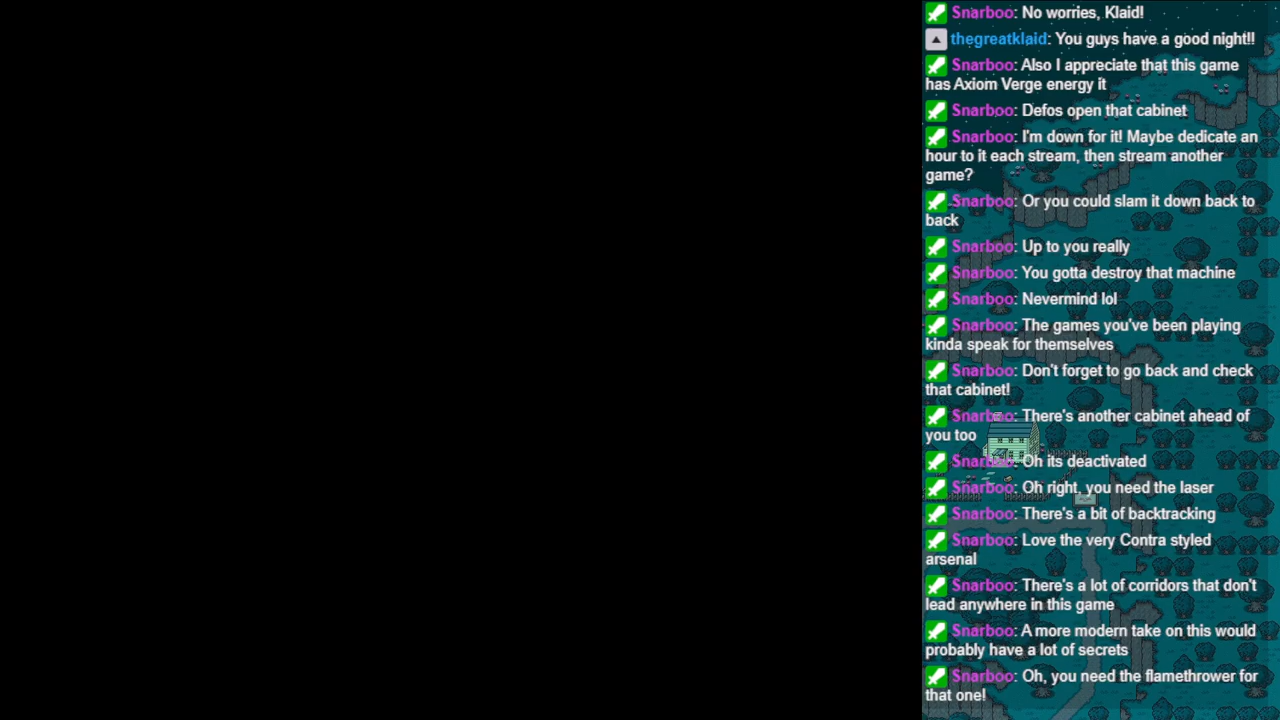 Snarboo: No worries, Klaid!
thegreatklaid: You guys have a good night!!
Snarboo: Also I appreciate that this game
has Axiom Verge energy it
Snarboo: Defos open that cabinet
Snarboo: I'm down for it! Maybe dedicate an
hour to it each stream, then stream another
game?
Snarboo: Or you could slam it down back to
back
Snarboo: Up to you really
Snarboo: You gotta destroy that machine
Snarboo: Nevermind lol
Snarboo: The games you've been playing
kinda speak for themselves
Snarboo: Don't forget to go back and check
that cabinet!
Snarboo: There's another cabinet ahead of
you too
Snarboo: Oh its deactivated
Snarboo: Oh right, you need the laser
Snarboo: There's a bit of backtracking
Snarboo: Love the very Contra styled
arsenal
Snarboo: There's a lot of corridors that don't
lead anywhere in this game
Snarboo: A more modern take on this would
probably have a lot of secrets
Snarboo: Oh, you need the flamethrower for
that one!